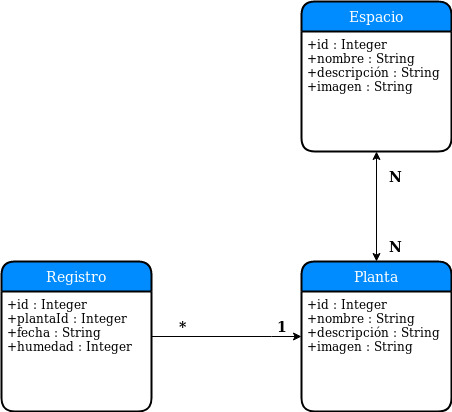 Espacio
+id : Integer
+nombre : String
+descripción : String
+imagen : String
N
N
Registro
+id : Integer
+plantaId : Integer
+fecha : String
+humedad : Integer
*
1
Planta
+id : Integer
+nombre : String
+descripción : String
+imagen : String